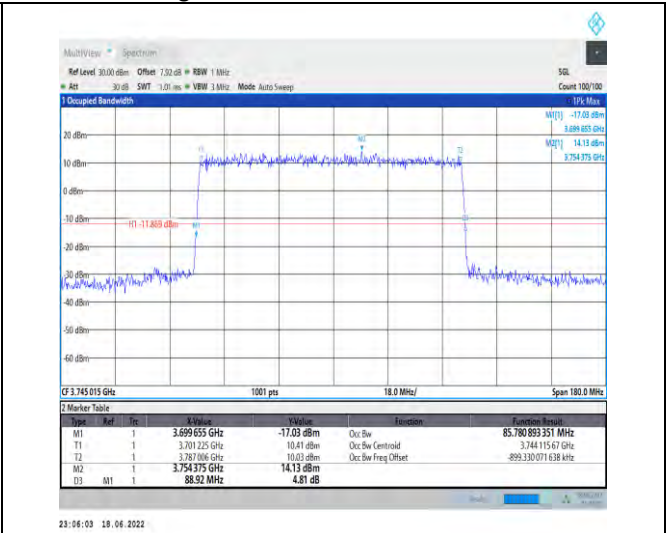 MultiView Spectrum
Ref Level 30.00 dBm Offset 7.92 dB RBW 1 MHz SGL
Att 30 dB SWT 1.01 ms VBW 3 MHz Mode Auto Sweep Count 100/100
1 Occupied Bandwidth 1Pk Max
M1[1] -17.03 dBm
3.699 655 GHz
20 dBm
M2[1] 14.13 dBm
3.754 375 GHz
M2
T1
T2
10 dBm
0 dBm
-10 dBm
H1 -11.869 dBm
M1
-20 dBm
-30 dBm
-40 dBm
-50 dBm
-60 dBm
CF 3.745 015 GHz 1001 pts 18.0 MHz/ Span 180.0 MHz
2 Marker Table
Type Ref Trc X-Value Y-Value Function Function Result
M1 1 3.699 655 GHz -17.03 dBm Occ Bw 85.780 893 351 MHz
T1 1 3.701 225 GHz 10.41 dBm Occ Bw Centroid 3.744 115 67 GHz
T2 1 3.787 006 GHz 10.03 dBm Occ Bw Freq Offset -899.330 071 638 kHz
M2 1 3.754 375 GHz 14.13 dBm
D3 M1 1 88.92 MHz 4.81 dB
23:06:03 18.06.2022